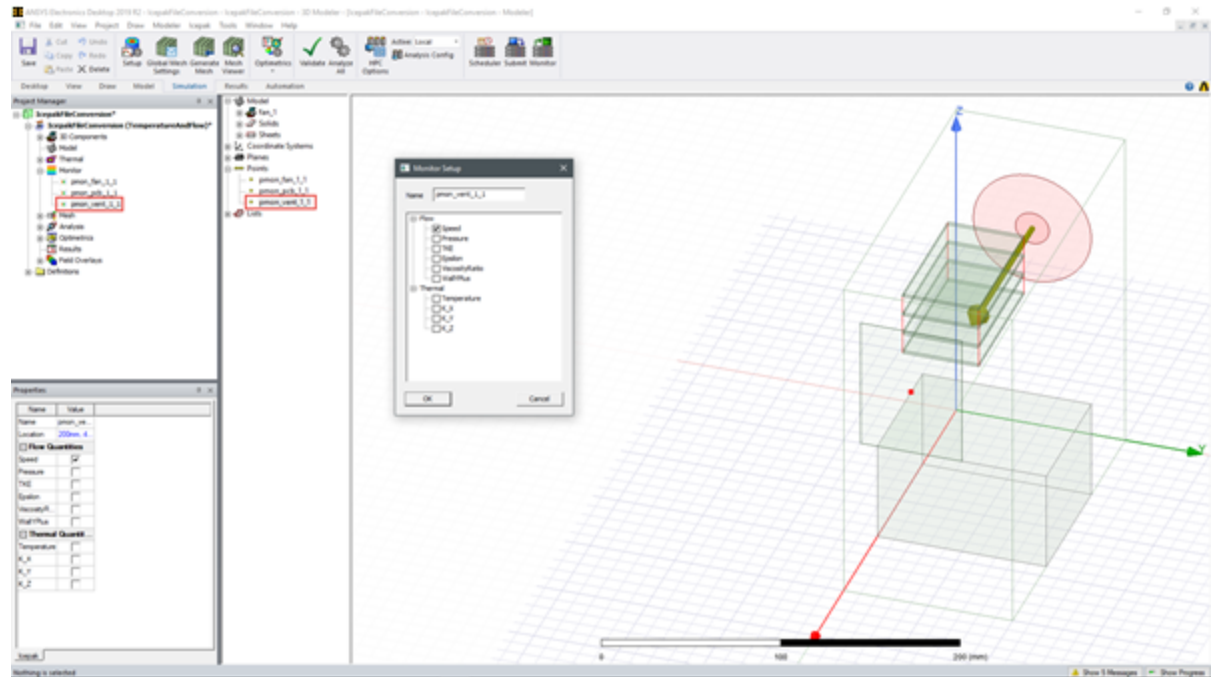 ANSYS Electronics Desktop 2019 R2 - IcepakFileConversion - IcepakFileConversion - 3D Modeler - [IcepakFileConversion - IcepakFileConversion - Modeler]
File Edit View Project Draw Modeler Icepak Tools Window Help
Save
Cut Undo
Copy Redo
Paste Delete
Setup
Global Mesh Settings
Generate Mesh
Mesh Viewer
Optimetrics
Validate
Analyze All
HPC Options
Active: Local
Analysis Config
Scheduler Submit Monitor
Desktop View Draw Model Simulation Results Automation
Project Manager
IcepakFileConversion*
IcepakFileConversion (TemperatureAndFlow)*
3D Components
Model
Thermal
Monitor
pmon_fan_1_1
pmon_pcb_1_1
pmon_vent_1_1
Mesh
Analysis
Optimetrics
Results
Field Overlays
Definitions
Model
fan_1
Solids
Sheets
Coordinate Systems
Planes
Points
pmon_fan_1_1
pmon_pcb_1_1
pmon_vent_1_1
Lists
Monitor Setup
Name pmon_vent_1_1
Flow
Speed
Pressure
TKE
Epsilon
ViscosityRatio
WallYPlus
Thermal
Temperature
K_X
K_Y
K_Z
OK Cancel
Properties
Name Value
Name pmon_ve...
Location 200mm, 4...
Flow Quantities
Speed
Pressure
TKE
Epsilon
ViscosityR...
WallYPlus
Thermal Quantit...
Temperature
K_X
K_Y
K_Z
Icepak
Z
Y
0 100 200 (mm)
Nothing is selected
Show 5 Messages Show Progress